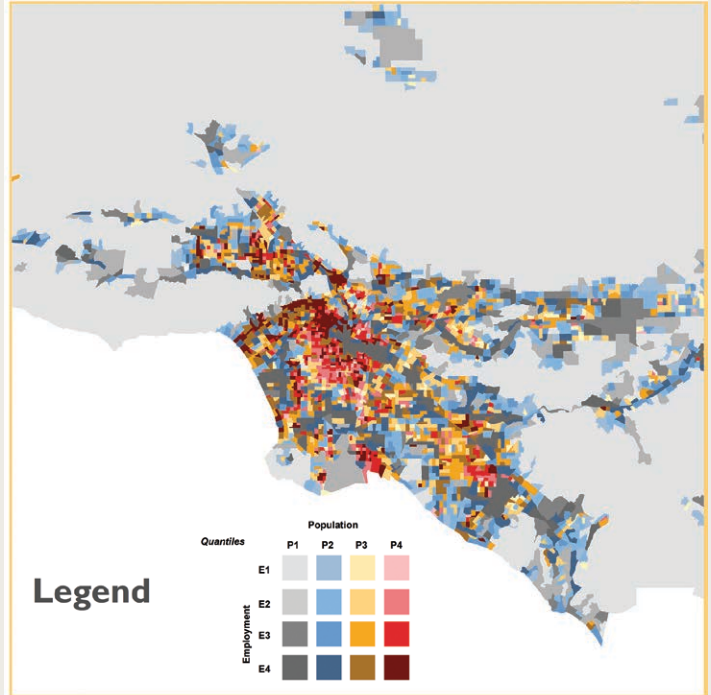 Population
Quantiles P1 P2 P3 P4
E1
E2
Legend
E3
Employment
E4